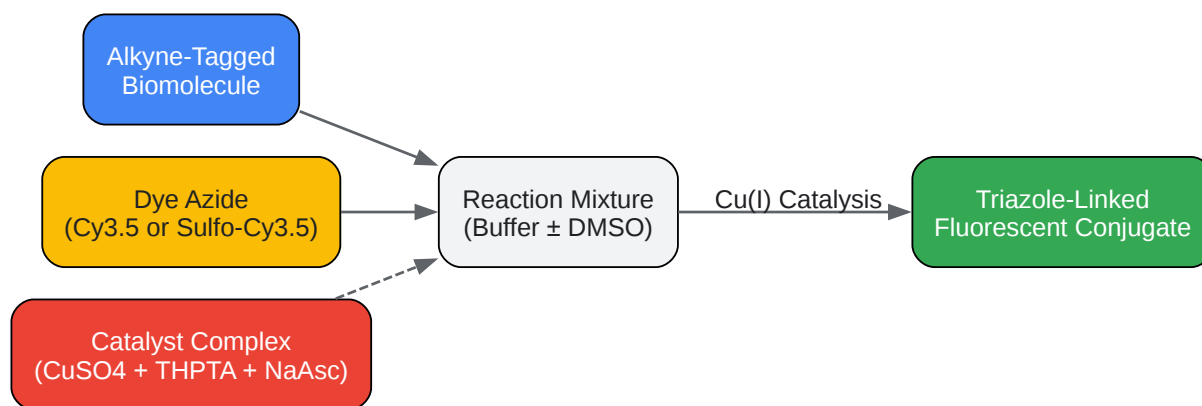 Alkyne-Tagged
Biomolecule
Dye Azide
(Cy3.5 or Sulfo-Cy3.5)
Catalyst Complex
(CuSO4 + THPTA + NaAsc)
Reaction Mixture
(Buffer ± DMSO)
Cu(I) Catalysis
Triazole-Linked
Fluorescent Conjugate